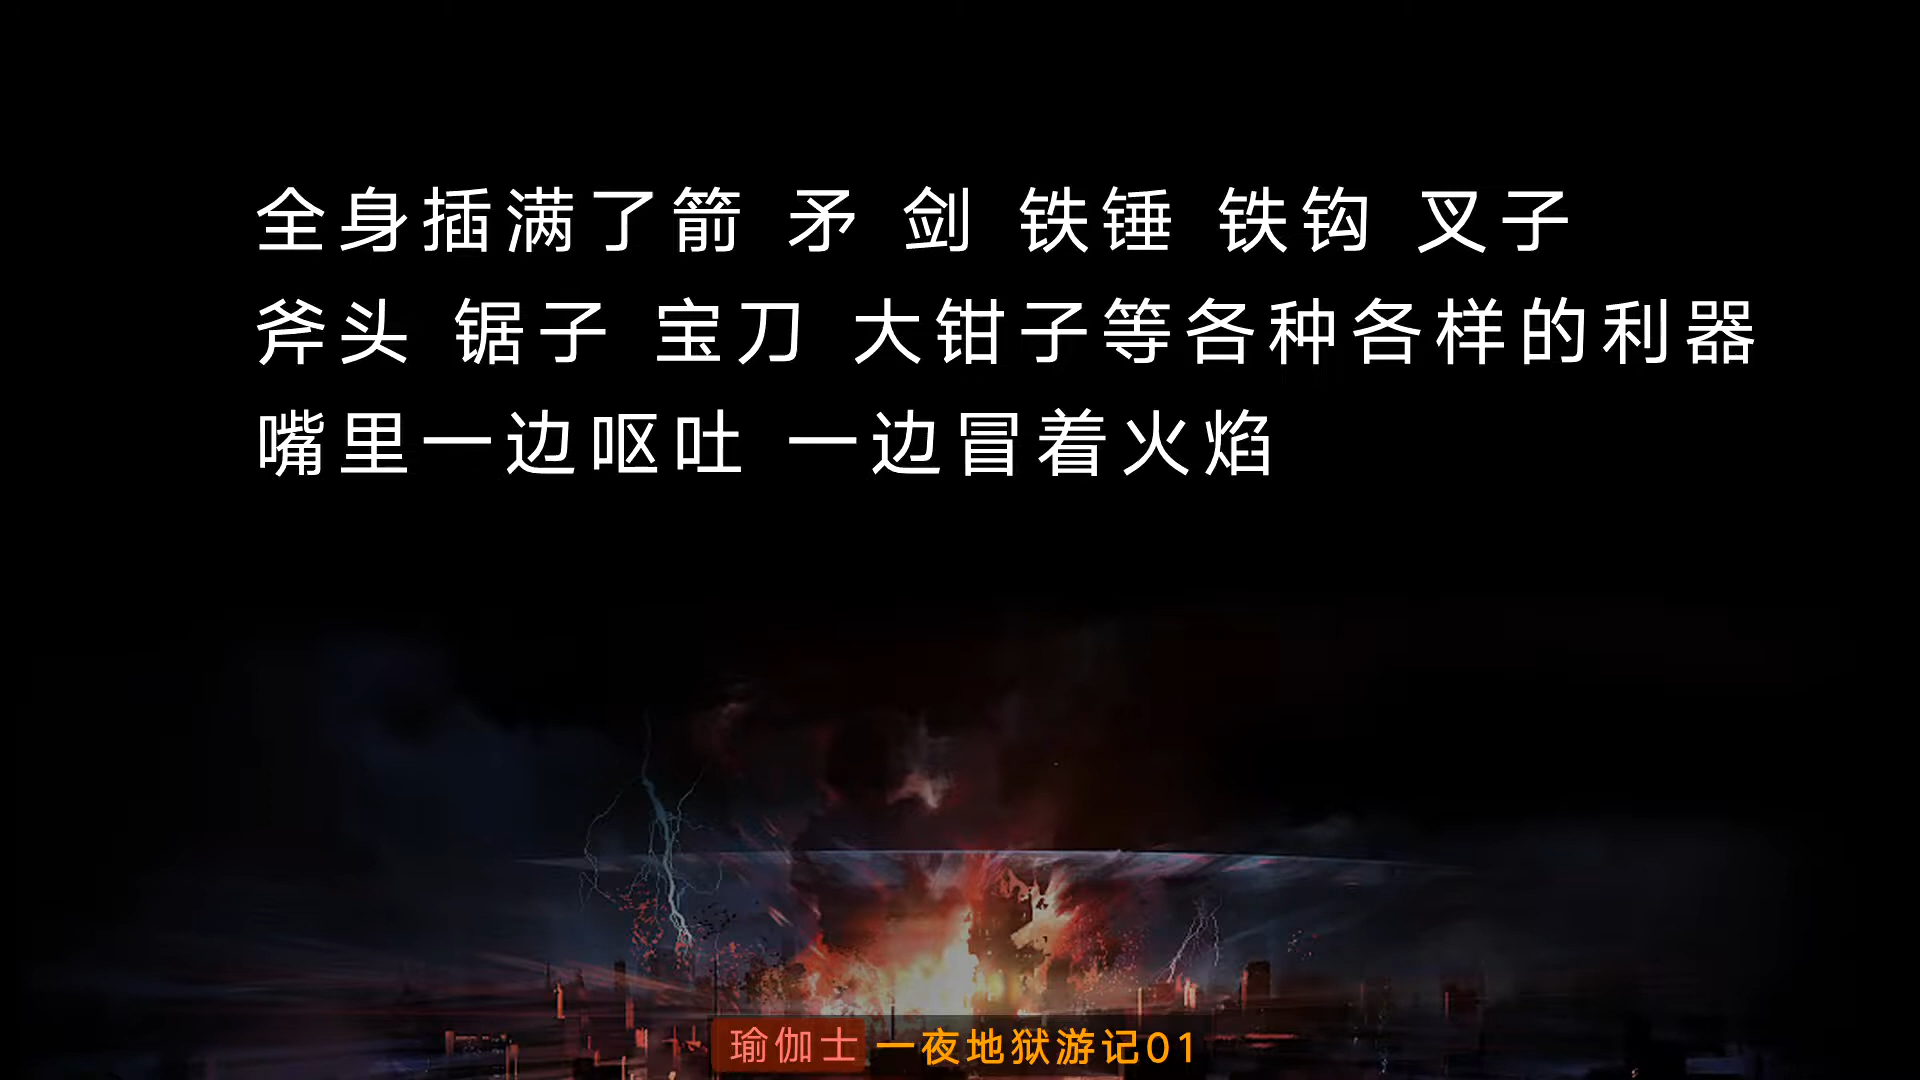 全身插满了箭 矛 剑 铁锤 铁钩 叉子
斧头 锯子 宝刀 大钳子等各种各样的利器
嘴里一边呕吐 一边冒着火焰
瑜伽士 一夜地狱游记01